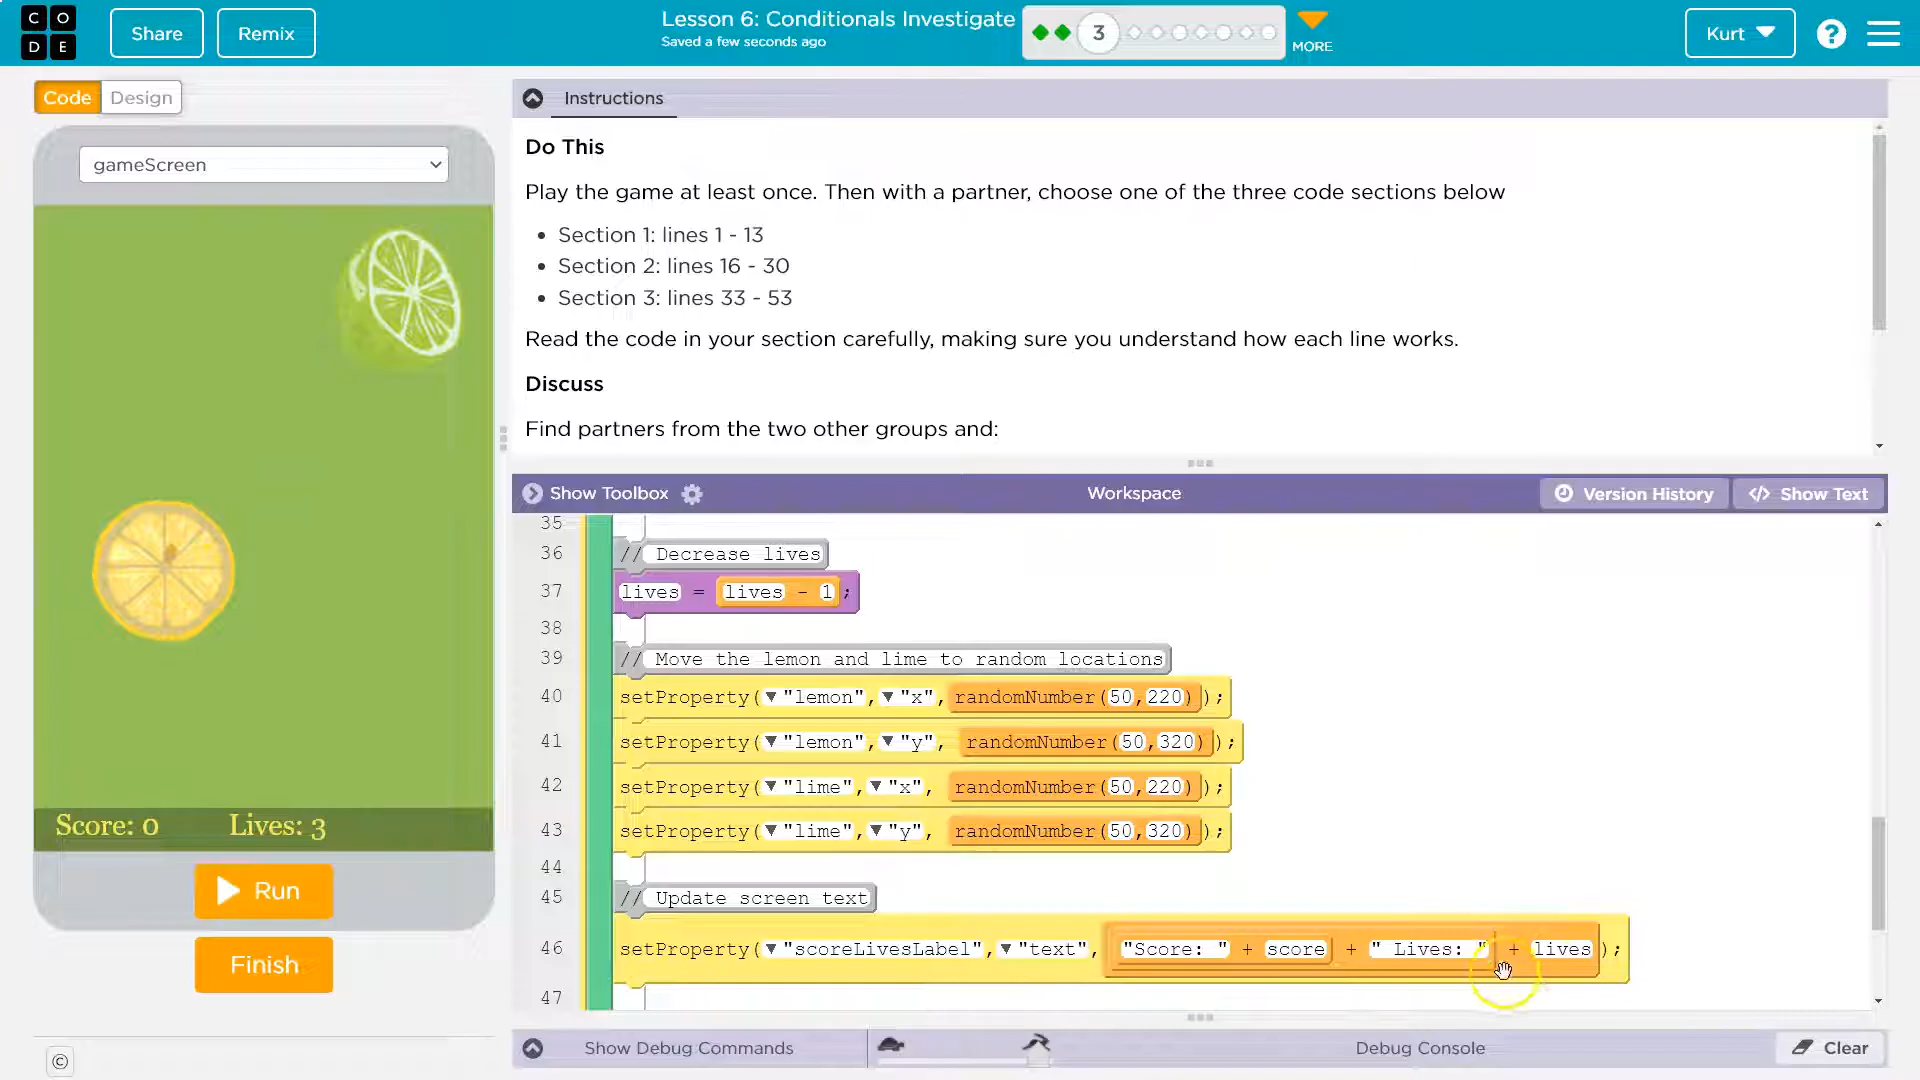 CODE
Share
Remix
Lesson 6: Conditionals Investigate
Saved a few seconds ago
3
MORE
Kurt
?
Code
Design
gameScreen
Score: 0 Lives: 3
Run
Finish
©
Instructions
Do This
Play the game at least once. Then with a partner, choose one of the three code sections below
• Section 1: lines 1 - 13
• Section 2: lines 16 - 30
• Section 3: lines 33 - 53
Read the code in your section carefully, making sure you understand how each line works.
Discuss
Find partners from the two other groups and:
Show Toolbox
Workspace
Version History
</> Show Text
35
36 // Decrease lives
37 lives = lives - 1;
38
39 // Move the lemon and lime to random locations
40 setProperty(▼"lemon",▼"x", randomNumber(50,220));
41 setProperty(▼"lemon",▼"y", randomNumber(50,320));
42 setProperty(▼"lime",▼"x", randomNumber(50,220));
43 setProperty(▼"lime",▼"y", randomNumber(50,320));
44
45 // Update screen text
46 setProperty(▼"scoreLivesLabel",▼"text", "Score: " + score + " Lives: " + lives);
47
Show Debug Commands
Debug Console
Clear